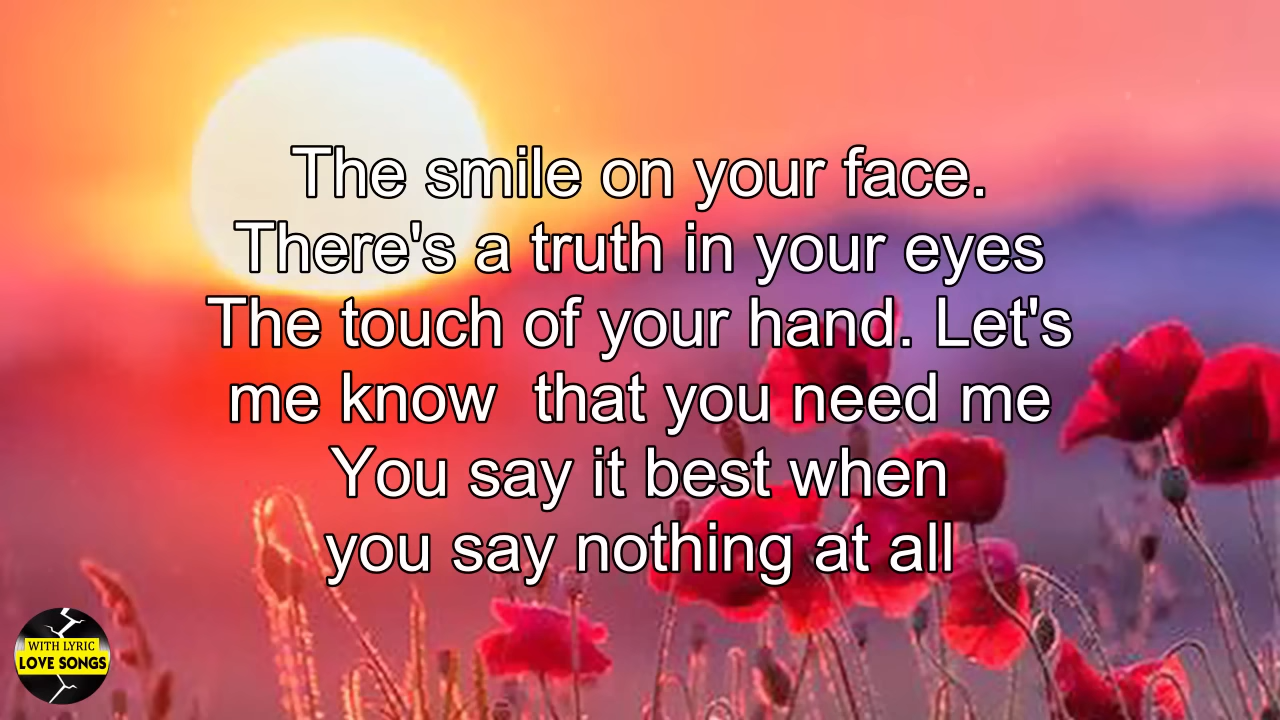 The smile on your face.
There's a truth in your eyes
The touch of your hand. Let's
me know  that you need me
You say it best when
you say nothing at all
WITH LYRIC
LOVE SONGS